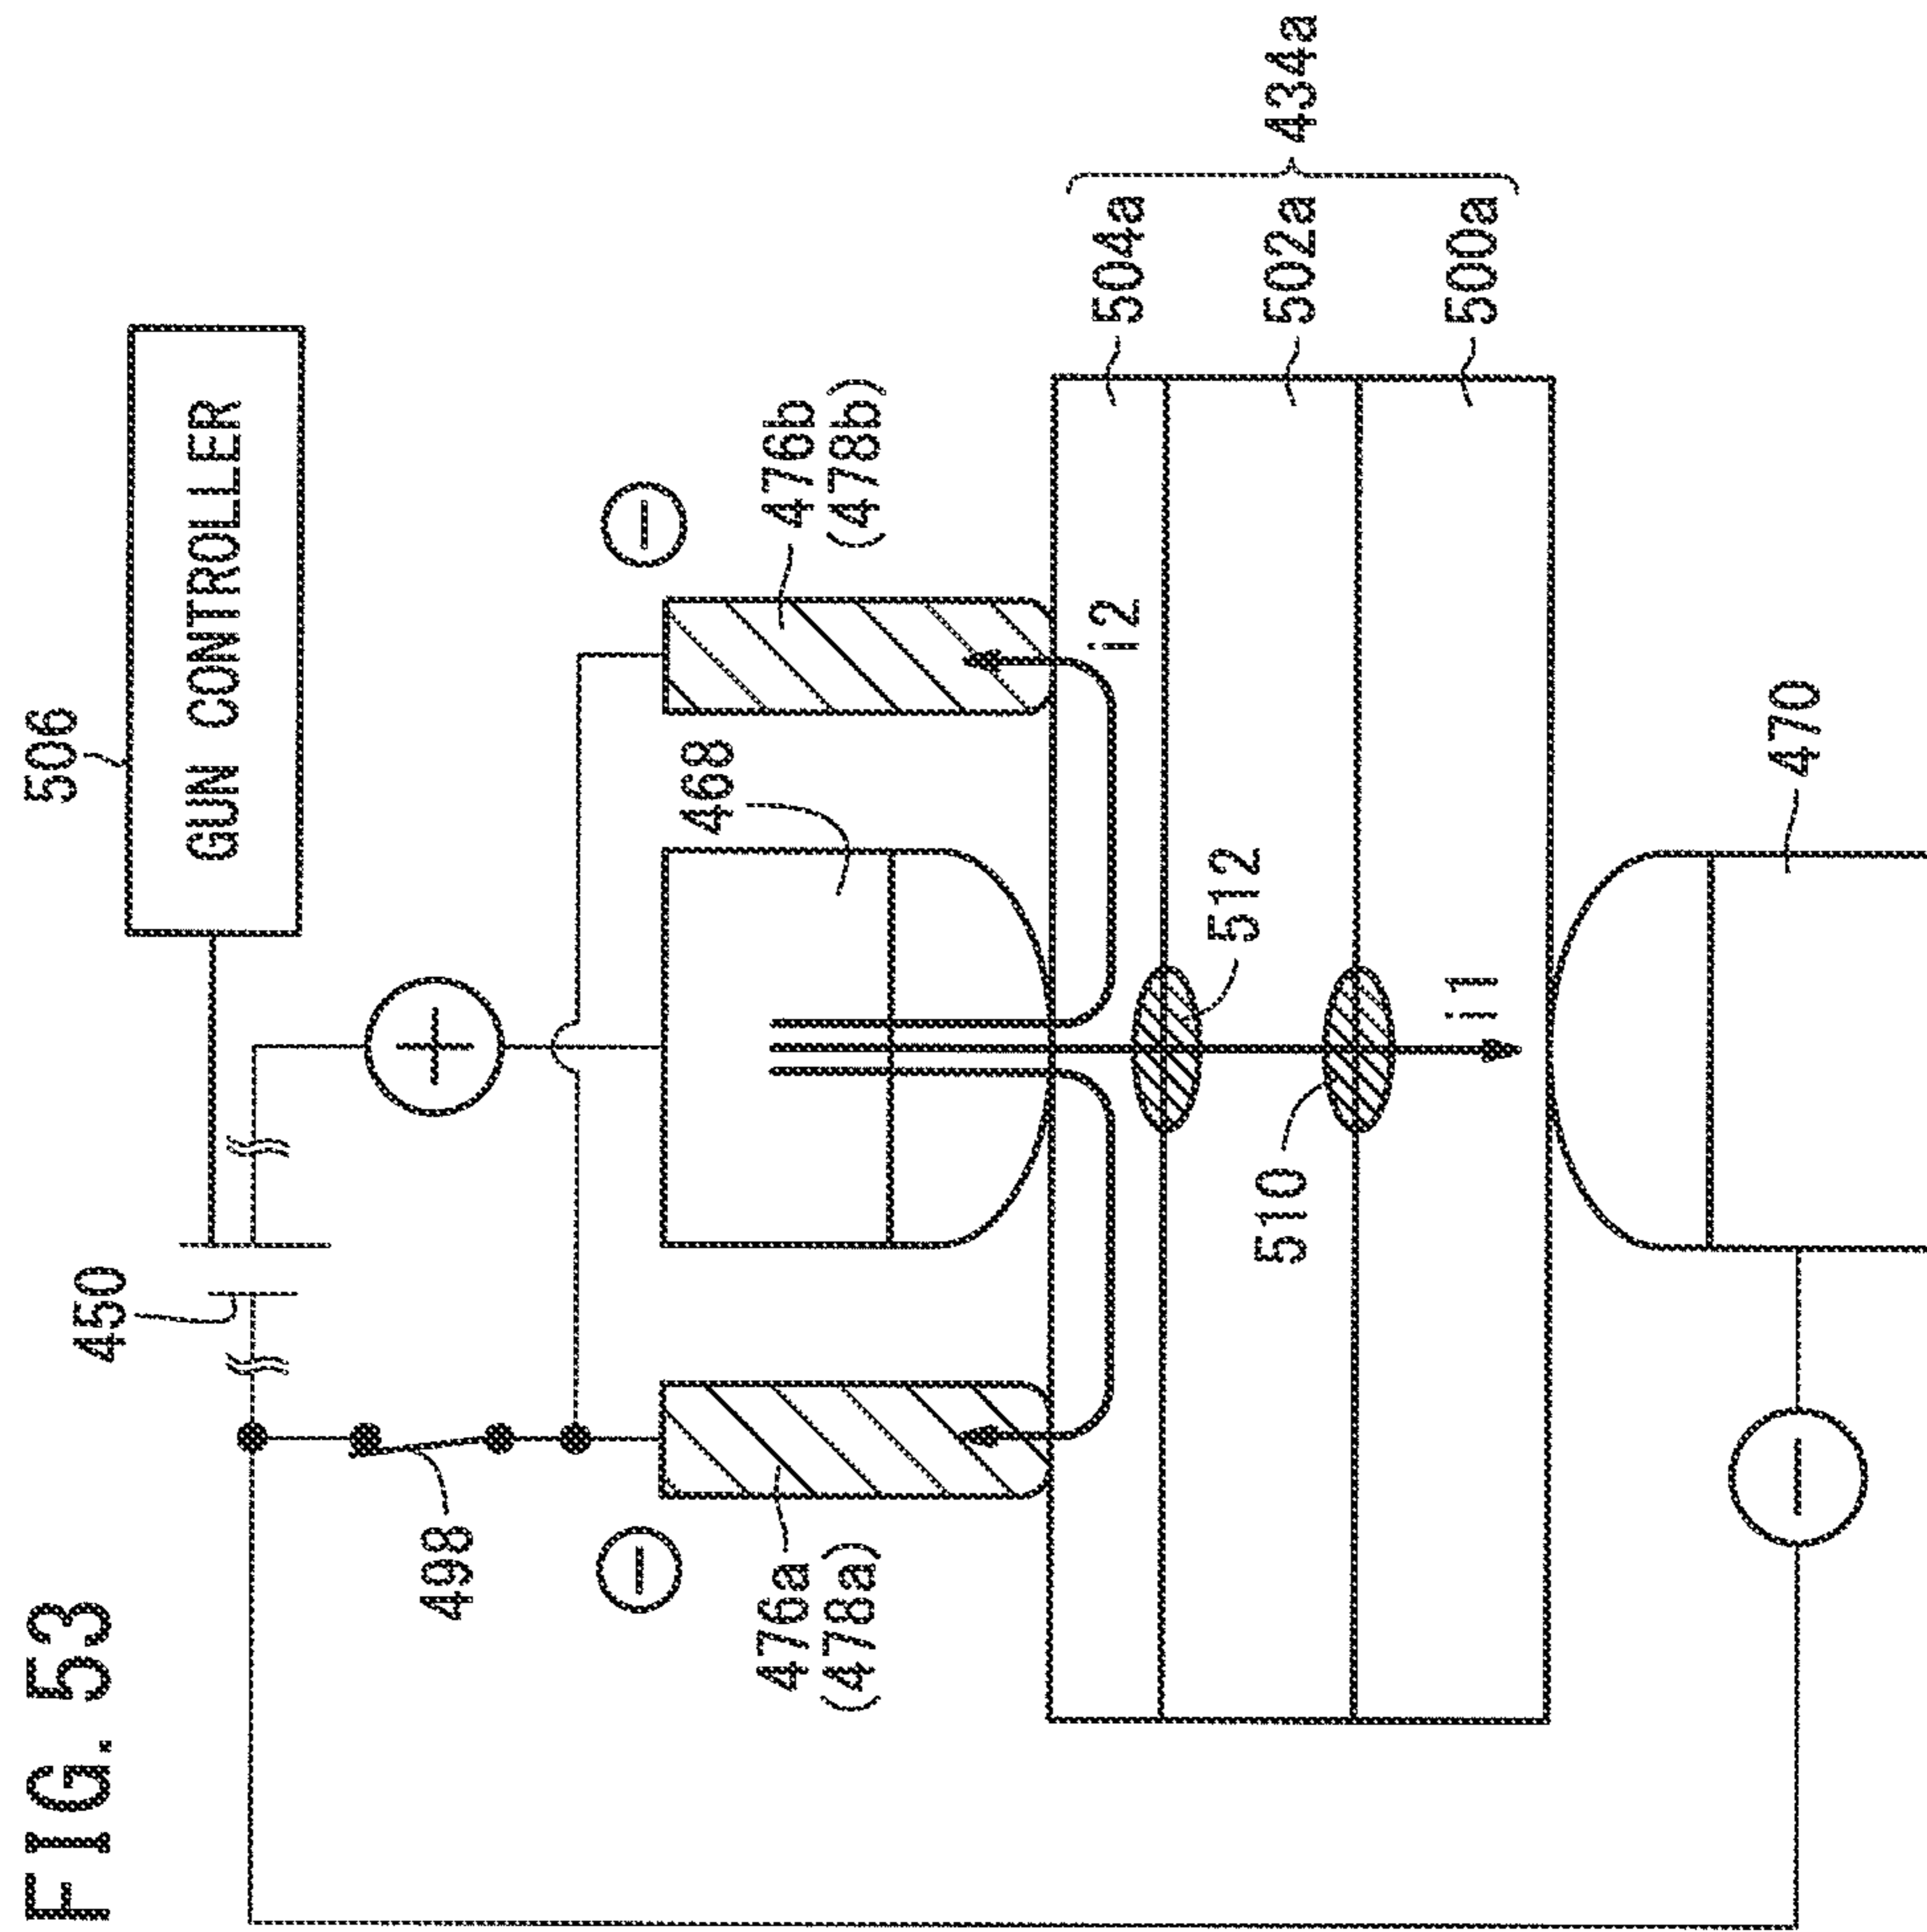 FIG. 53
506
GUN CONTROLLER
450
498
476a
(478a)
468
476b
(478b)
i2
504a
502a
500a
434a
512
510
i1
470